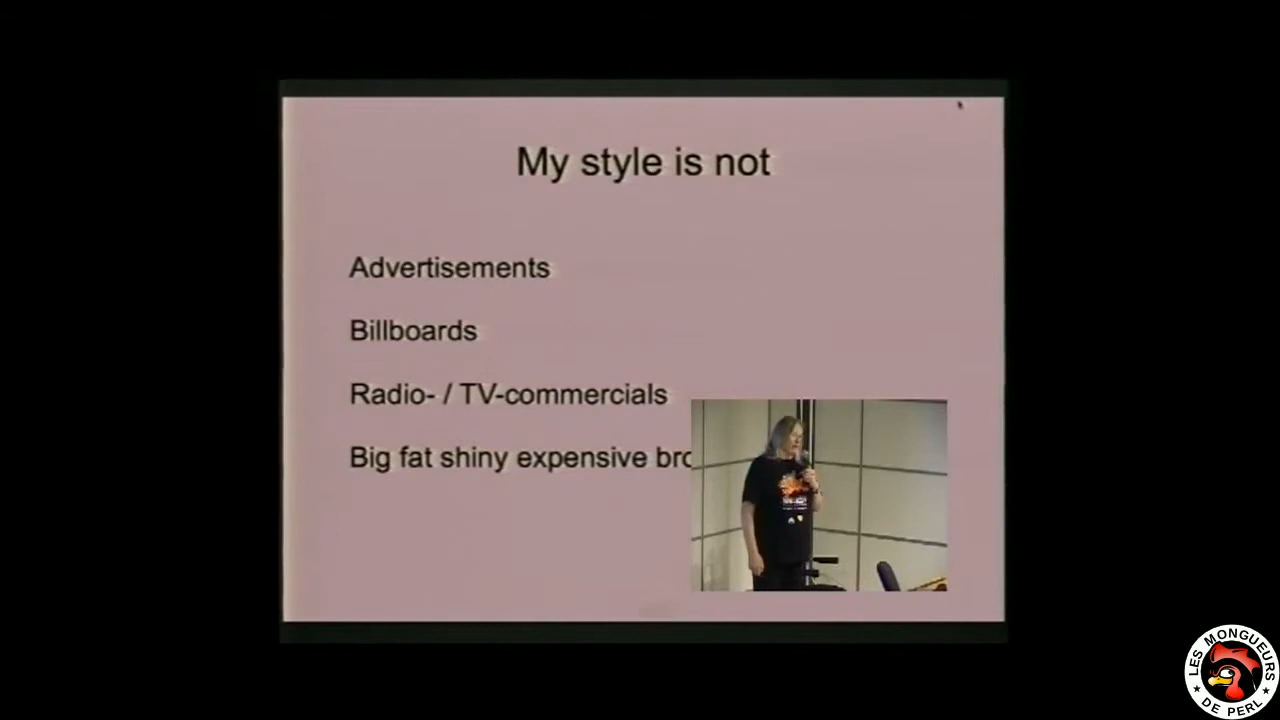 My style is not
Advertisements
Billboards
Radio- / TV-commercials
Big fat shiny expensive bro
LES MONGUEURS
DE PERL